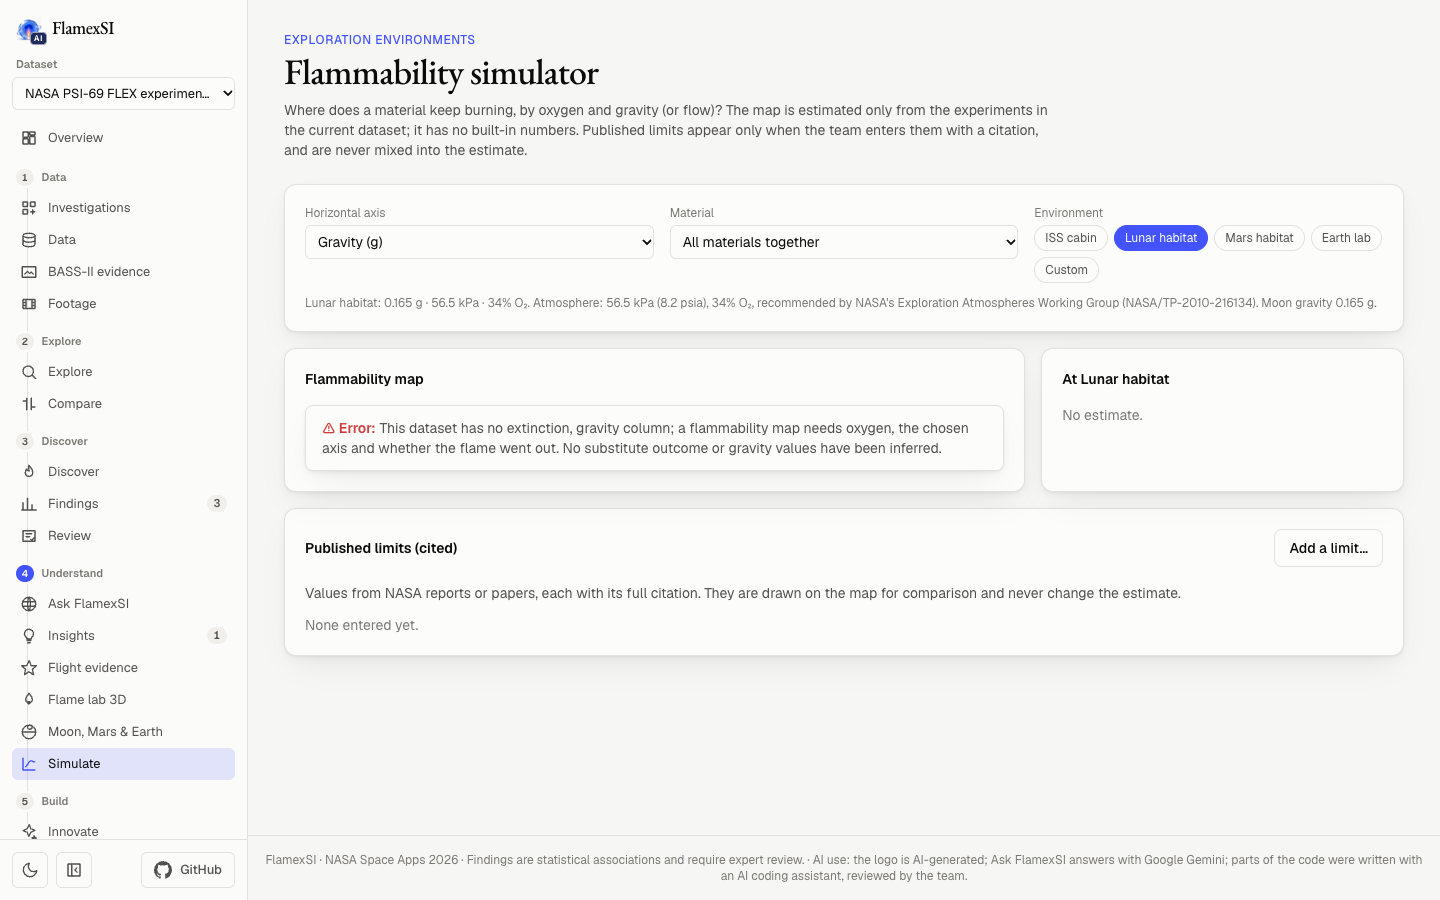 FlamexSI
AI
Dataset
NASA PSI-69 FLEX experimen...
Overview
1 Data
Investigations
Data
BASS-II evidence
Footage
2 Explore
Explore
Compare
3 Discover
Discover
Findings 3
Review
4 Understand
Ask FlamexSI
Insights 1
Flight evidence
Flame lab 3D
Moon, Mars & Earth
Simulate
5 Build
Innovate
GitHub
EXPLORATION ENVIRONMENTS
Flammability simulator
Where does a material keep burning, by oxygen and gravity (or flow)? The map is estimated only from the experiments in
the current dataset; it has no built-in numbers. Published limits appear only when the team enters them with a citation,
and are never mixed into the estimate.
Horizontal axis
Gravity (g)
Material
All materials together
Environment
ISS cabin Lunar habitat Mars habitat Earth lab
Custom
Lunar habitat: 0.165 g · 56.5 kPa · 34% O₂. Atmosphere: 56.5 kPa (8.2 psia), 34% O₂, recommended by NASA's Exploration Atmospheres Working Group (NASA/TP-2010-216134). Moon gravity 0.165 g.
Flammability map
Error: This dataset has no extinction, gravity column; a flammability map needs oxygen, the chosen
axis and whether the flame went out. No substitute outcome or gravity values have been inferred.
At Lunar habitat
No estimate.
Published limits (cited)
Add a limit...
Values from NASA reports or papers, each with its full citation. They are drawn on the map for comparison and never change the estimate.
None entered yet.
FlamexSI · NASA Space Apps 2026 · Findings are statistical associations and require expert review. · AI use: the logo is AI-generated; Ask FlamexSI answers with Google Gemini; parts of the code were written with
an AI coding assistant, reviewed by the team.